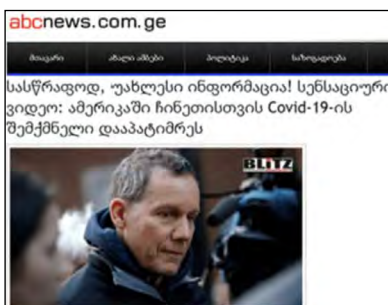 abcnews.com.ge
მთავარი ახალი ამბები პოლიტიკა საზოგადოება
სასწრაფოდ, უახლესი ინფორმაცია! სენსაციური
ვიდეო: ამერიკაში ჩინეთისთვის Covid-19-ის
შემქმნელი დააპატიმრეს
BLITZ